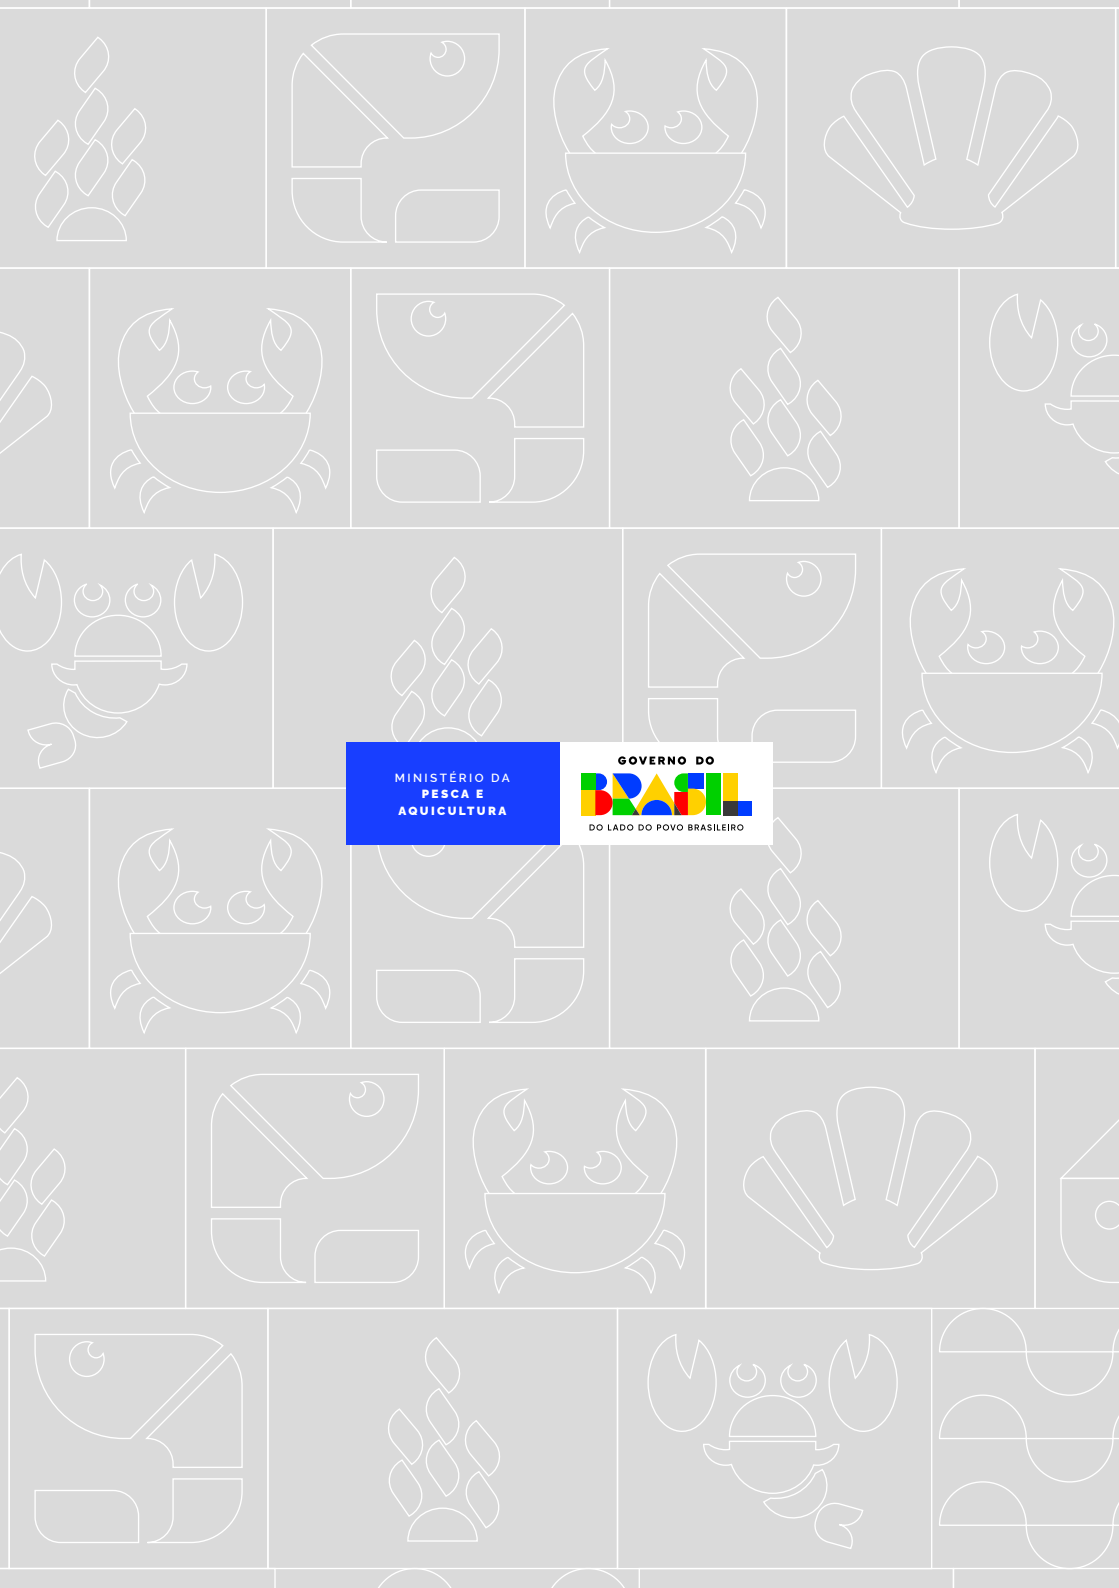 MINISTÉRIO DA
PESCA E
AQUICULTURA
GOVERNO DO
BRASIL
DO LADO DO POVO BRASILEIRO